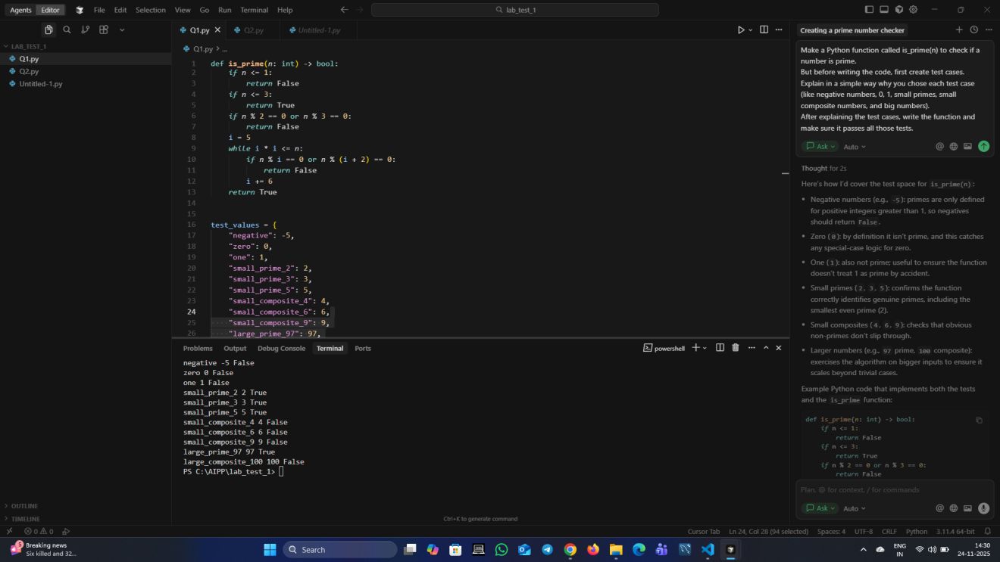 Agents Editor File Edit Selection View Go Run Terminal Help
lab_test_1
LAB_TEST_1
Q1.py
Q2.py
Untitled-1.py
OUTLINE
TIMELINE
Q1.py Q2.py Untitled-1.py
Q1.py > ...
1 def is_prime(n: int) -> bool:
2 if n <= 1:
3 return False
4 if n <= 3:
5 return True
6 if n % 2 == 0 or n % 3 == 0:
7 return False
8 i = 5
9 while i * i <= n:
10 if n % i == 0 or n % (i + 2) == 0:
11 return False
12 i += 6
13 return True
14
15
16 test_values = {
17 "negative": -5,
18 "zero": 0,
19 "one": 1,
20 "small_prime_2": 2,
21 "small_prime_3": 3,
22 "small_prime_5": 5,
23 "small_composite_4": 4,
24 "small_composite_6": 6,
25 "small_composite_9": 9,
26 "large_prime_97": 97,
Problems Output Debug Console Terminal Ports
powershell
negative -5 False
zero 0 False
one 1 False
small_prime_2 2 True
small_prime_3 3 True
small_prime_5 5 True
small_composite_4 4 False
small_composite_6 6 False
small_composite_9 9 False
large_prime_97 97 True
large_composite_100 100 False
PS C:\AIPP\lab_test_1>
Ctrl+K to generate command
Creating a prime number checker
Make a Python function called is_prime(n) to check if a
number is prime.
But before writing the code, first create test cases.
Explain in a simple way why you chose each test case
(like negative numbers, 0, 1, small primes, small
composite numbers, and big numbers).
After explaining the test cases, write the function and
make sure it passes all those tests.
Ask Auto
Thought for 2s
Here's how I'd cover the test space for is_prime(n):
• Negative numbers (e.g., -5): primes are only defined
for positive integers greater than 1, so negatives
should return False.
• Zero (0): by definition it isn't prime, and this catches
any special-case logic for zero.
• One (1): also not prime; useful to ensure the function
doesn't treat 1 as prime by accident.
• Small primes (2, 3, 5): confirms the function
correctly identifies genuine primes, including the
smallest even prime (2).
• Small composites (4, 6, 9): checks that obvious
non-primes don't slip through.
• Larger numbers (e.g., 97 prime, 100 composite):
exercises the algorithm on bigger inputs to ensure it
scales beyond trivial cases.
Example Python code that implements both the tests
and the is_prime function:
def is_prime(n: int) -> bool:
if n <= 1:
return False
if n <= 3:
return True
if n % 2 == 0 or n % 3 == 0:
return False
Plan, @ for context, / for commands
Ask Auto
0 0
Cursor Tab Ln 24, Col 28 (94 selected) Spaces: 4 UTF-8 CRLF Python 3.11.4 64-bit
5
Breaking news
Six killed and 32...
Search
ENG
IN
14:30
24-11-2025